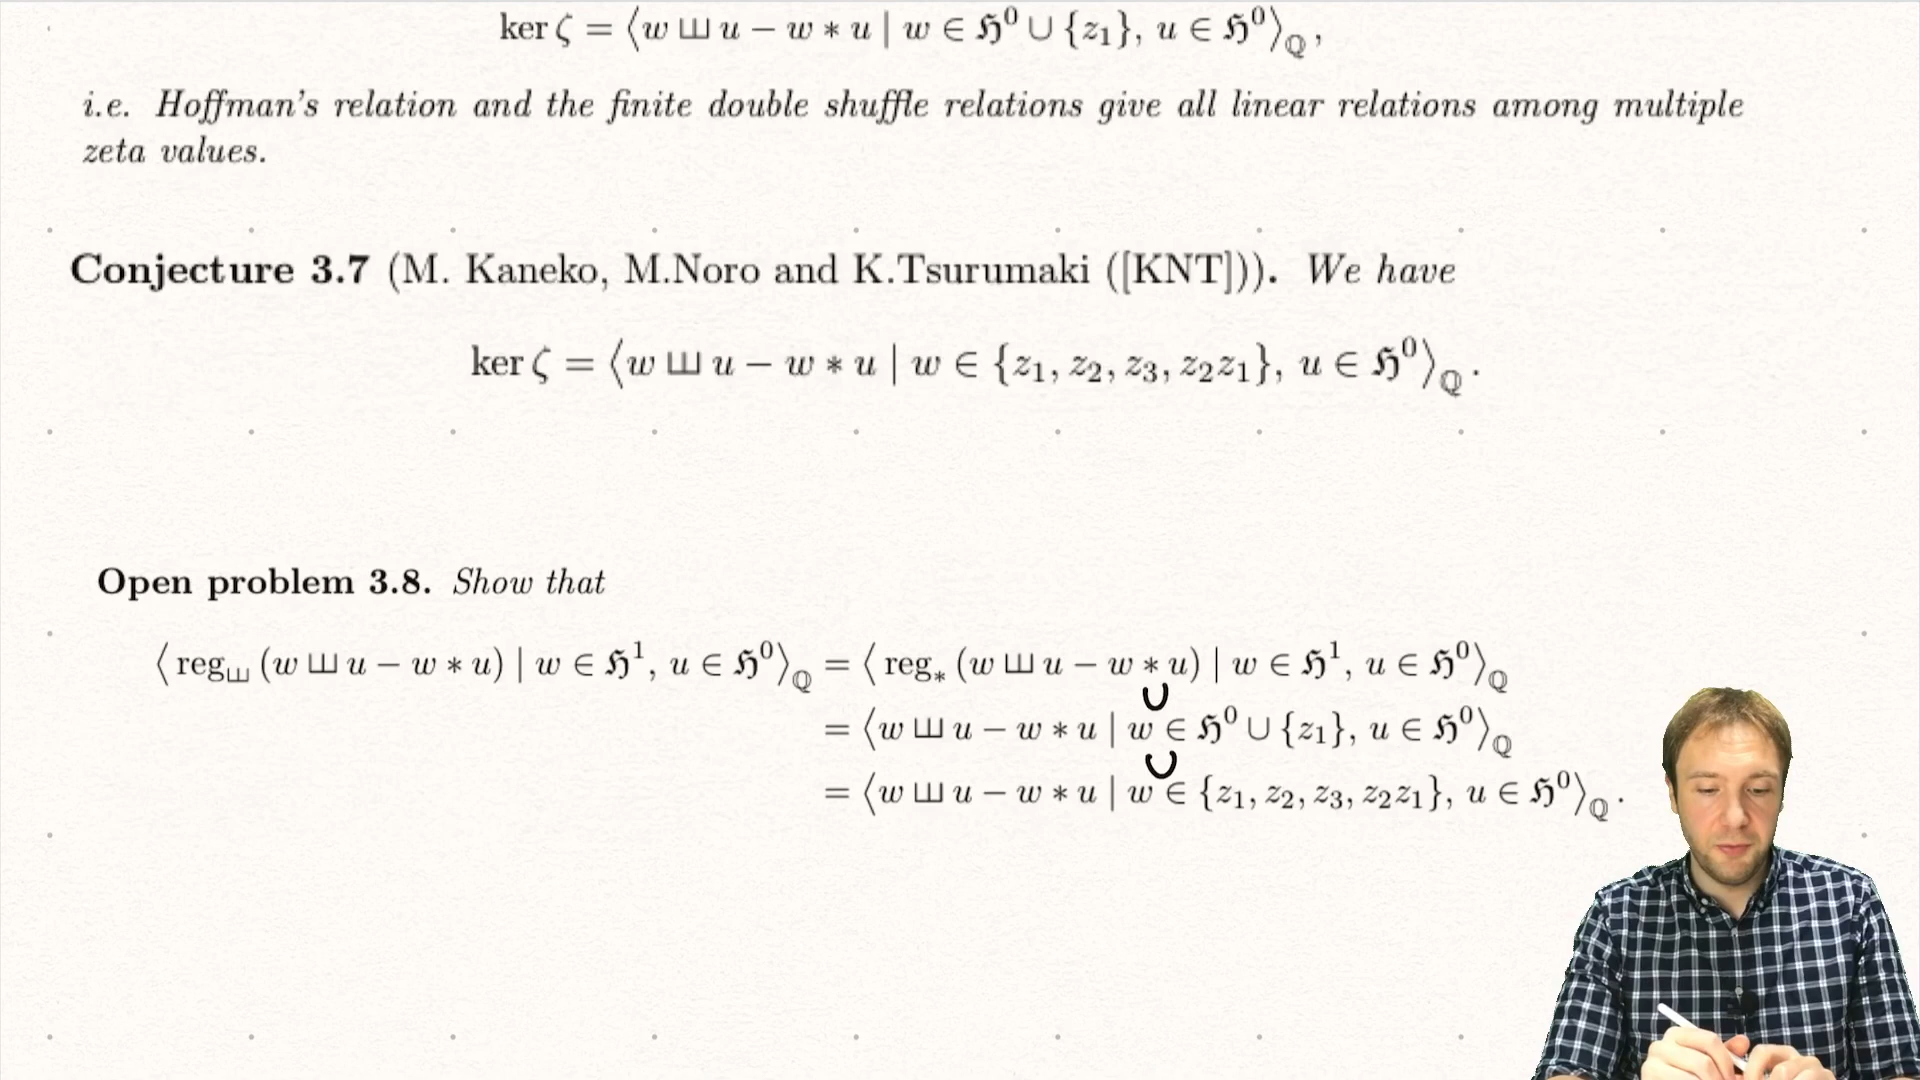 ker ζ = ⟨w ш u − w ∗ u | w ∈ ℌ⁰ ∪ {z₁}, u ∈ ℌ⁰⟩_ℚ ,
i.e. Hoffman's relation and the finite double shuffle relations give all linear relations among multiple
zeta values.
Conjecture 3.7 (M. Kaneko, M.Noro and K.Tsurumaki ([KNT])). We have
ker ζ = ⟨w ш u − w ∗ u | w ∈ {z₁, z₂, z₃, z₂z₁}, u ∈ ℌ⁰⟩_ℚ .
Open problem 3.8. Show that
⟨ reg_ш (w ш u − w ∗ u) | w ∈ ℌ¹, u ∈ ℌ⁰⟩_ℚ = ⟨ reg_∗ (w ш u − w ∗ u) | w ∈ ℌ¹, u ∈ ℌ⁰⟩_ℚ
∪
= ⟨w ш u − w ∗ u | w ∈ ℌ⁰ ∪ {z₁}, u ∈ ℌ⁰⟩_ℚ
∪
= ⟨w ш u − w ∗ u | w ∈ {z₁, z₂, z₃, z₂z₁}, u ∈ ℌ⁰⟩_ℚ .